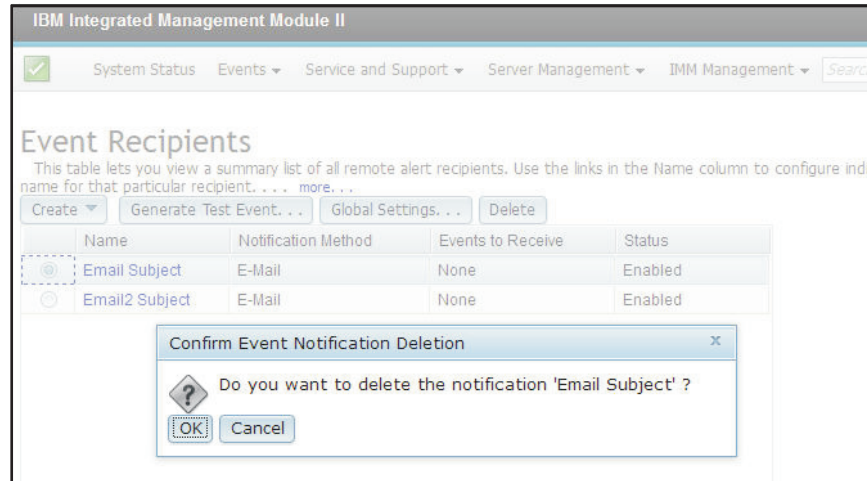 IBM Integrated Management Module II
System Status Events Service and Support Server Management IMM Management Search
Event Recipients
This table lets you view a summary list of all remote alert recipients. Use the links in the Name column to configure ind
name for that particular recipient. . . . more. . .
Create Generate Test Event. . . Global Settings. . . Delete
Name Notification Method Events to Receive Status
Email Subject E-Mail None Enabled
Email2 Subject E-Mail None Enabled
Confirm Event Notification Deletion x
Do you want to delete the notification 'Email Subject' ?
OK Cancel